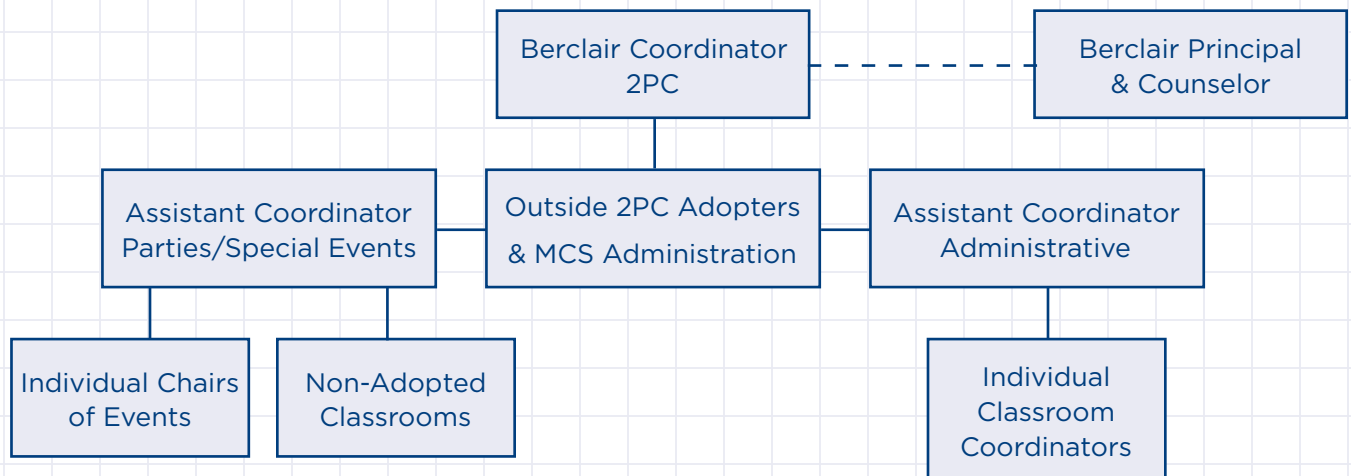 Berclair Coordinator
2PC
Berclair Principal
& Counselor
Assistant Coordinator
Parties/Special Events
Outside 2PC Adopters
& MCS Administration
Assistant Coordinator
Administrative
Individual Chairs
of Events
Non-Adopted
Classrooms
Individual
Classroom
Coordinators